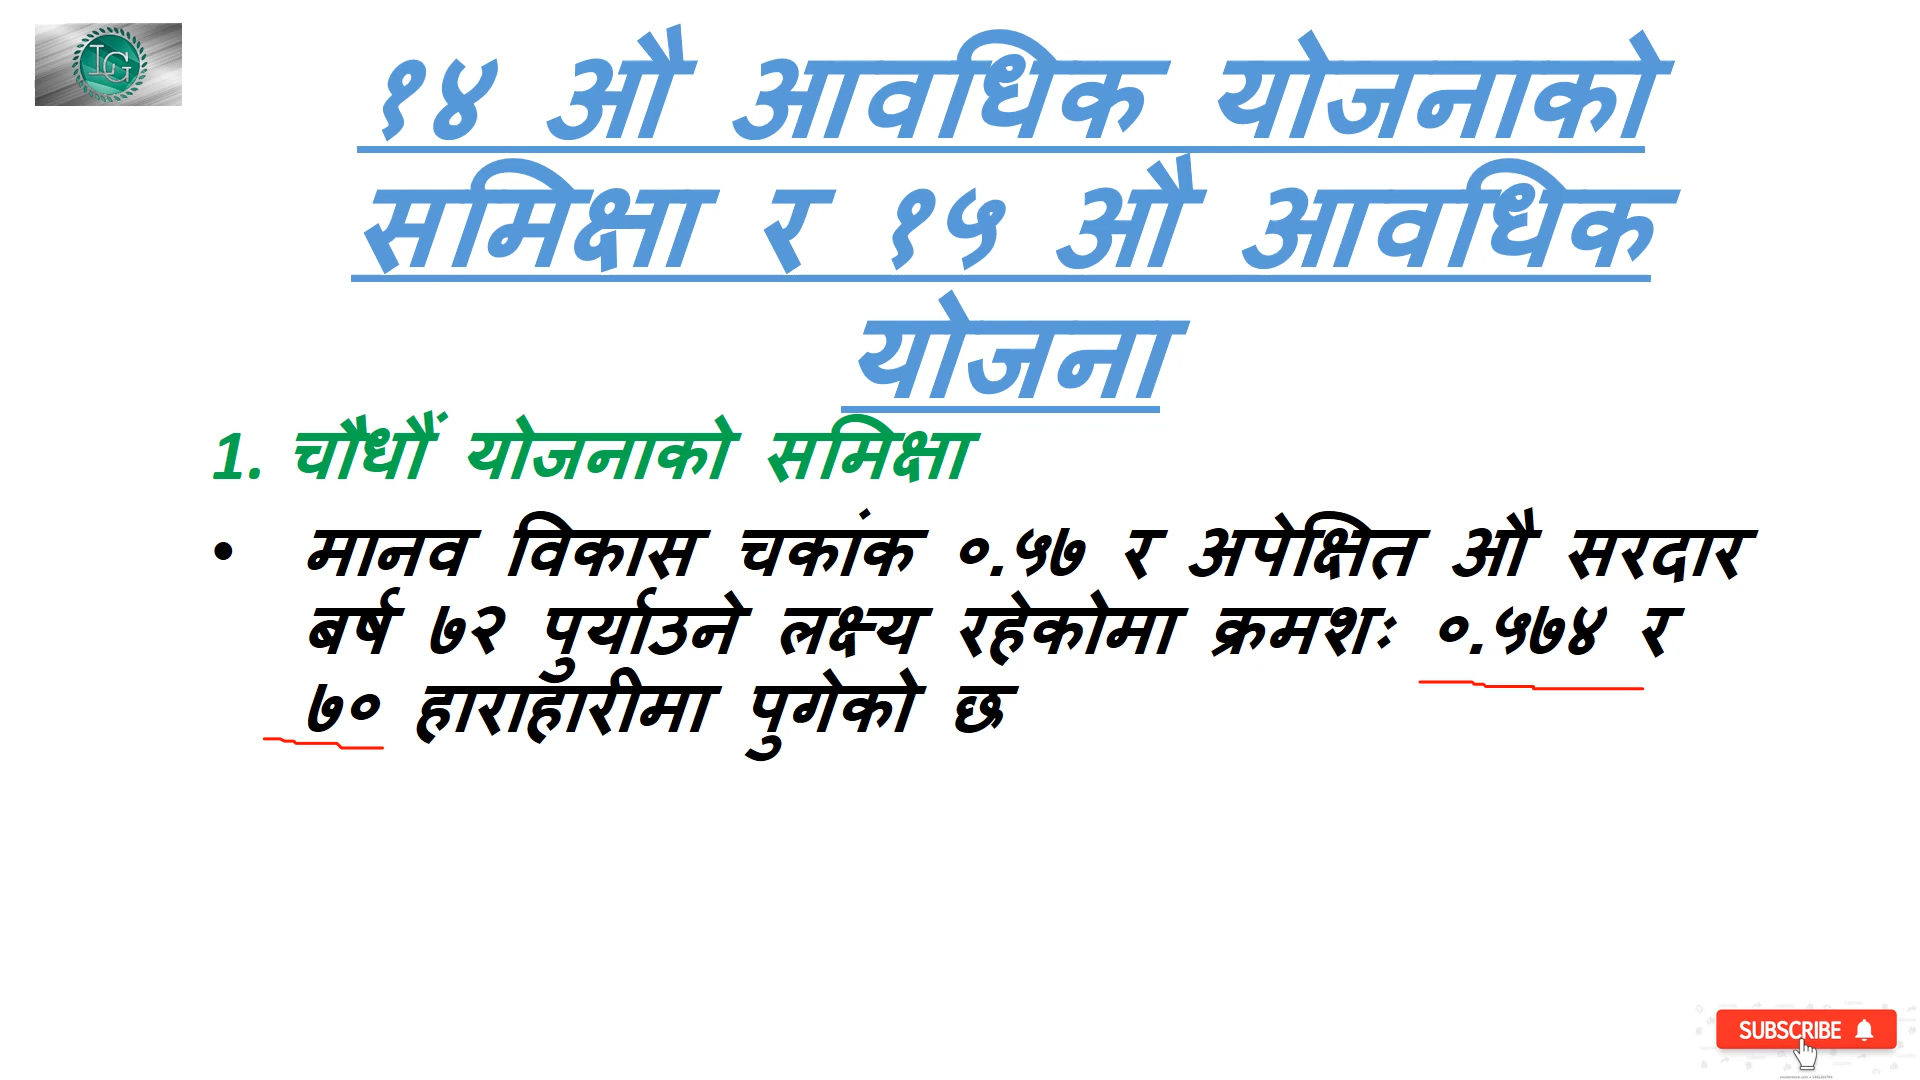 LG
१४ औ आवधिक योजनाको
समिक्षा र १५ औ आवधिक
योजना
1. चौधौं योजनाको समिक्षा
• मानव विकास चकांक ०.५७ र अपेक्षित औ सरदार
बर्ष ७२ पुर्याउने लक्ष्य रहेकोमा क्रमशः ०.५७४ र
७० हाराहारीमा पुगेको छ
SUBSCRIBE